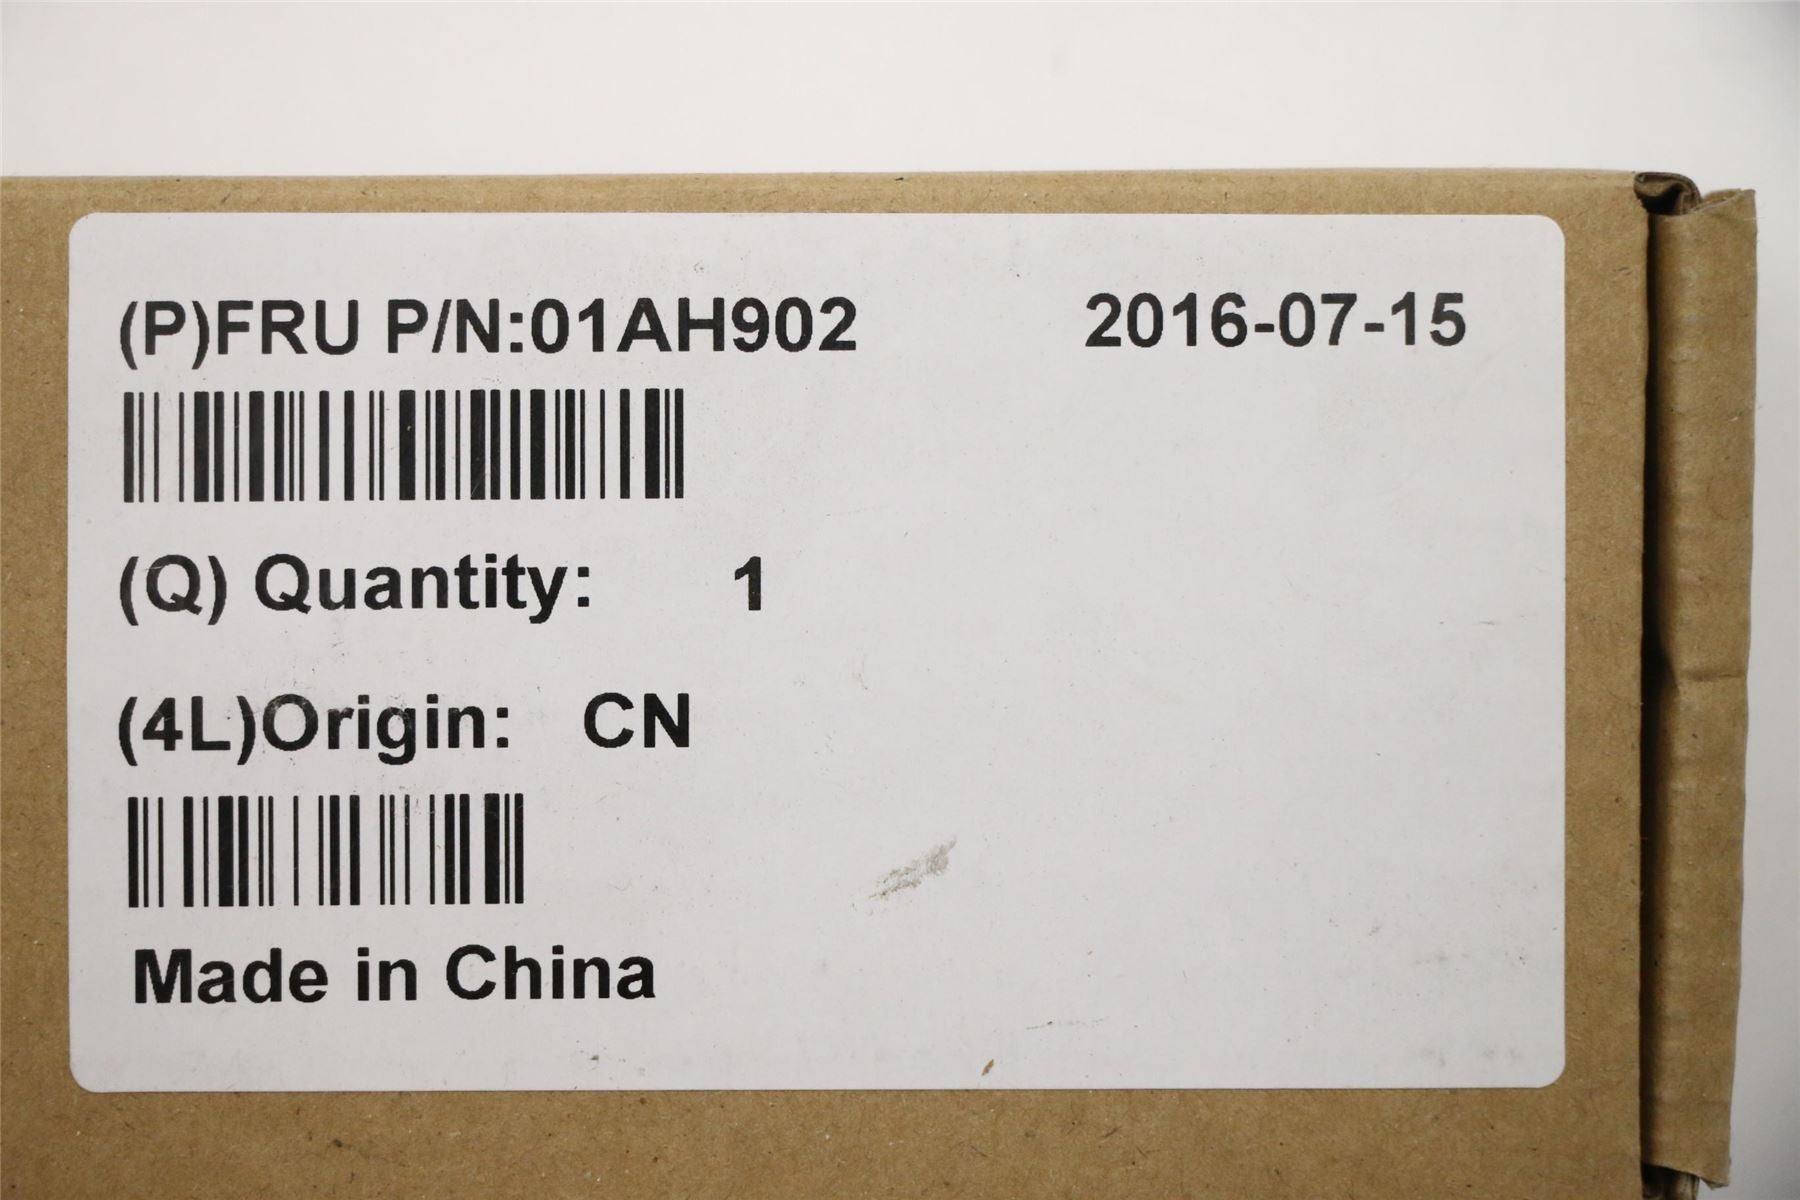 (P)FRU P/N:01AH902 2016-07-15
(Q) Quantity: 1
(4L)Origin: CN
Made in China